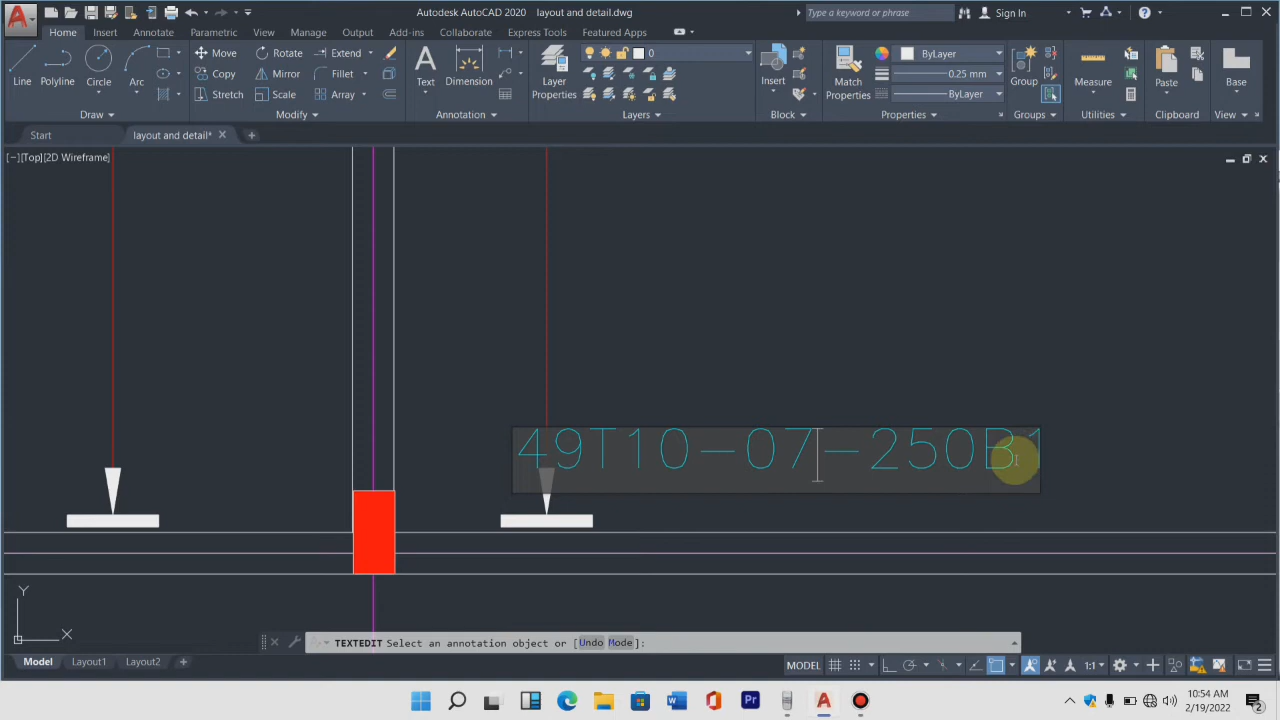 Autodesk AutoCAD 2020 layout and detail.dwg
Type a keyword or phrase
Sign In
Home Insert Annotate Parametric View Manage Output Add-ins Collaborate Express Tools Featured Apps
Line Polyline Circle Arc
Move Rotate Extend
Copy Mirror Fillet
Stretch Scale Array
Text Dimension
Layer Properties
0
Insert
Match Properties
ByLayer
0.25 mm
ByLayer
Group
Measure
Paste
Base
Draw Modify Annotation Layers Block Properties Groups Utilities Clipboard View
Start layout and detail*
[−][Top][2D Wireframe]
49T10-07-250B1
Y
X
TEXTEDIT Select an annotation object or [Undo Mode]:
Model Layout1 Layout2
MODEL
1:1
10:54 AM
2/19/2022